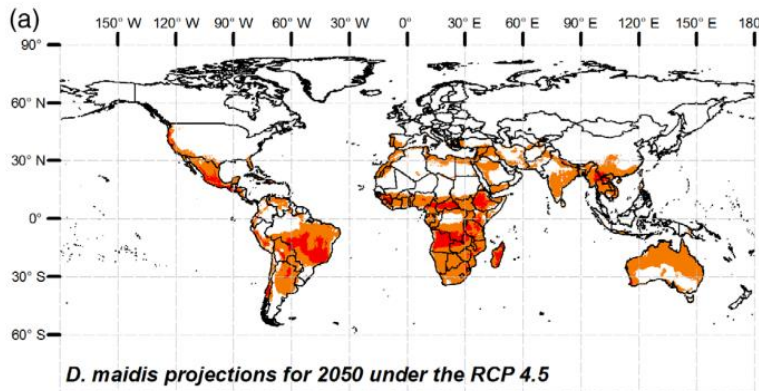 (a)
150° W 120° W 90° W 60° W 30° W 0° 30° E 60° E 90° E 120° E 150° E 180
90°
60° N
30° N
0°
30° S
60° S
D. maidis projections for 2050 under the RCP 4.5